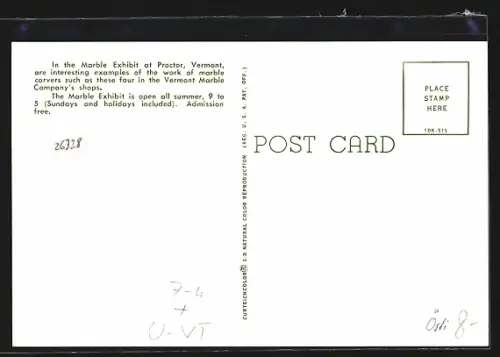 In the Marble Exhibit at Proctor, Vermont,
are interesting examples of the work of marble
carvers such as these four in the Vermont Marble
Company's shops.
The Marble Exhibit is open all summer, 9 to
5 (Sundays and holidays included). Admission
free.
26328
CURTEICHCOLOR® 3-D NATURAL COLOR REPRODUCTION (REG. U. S. A. PAT. OFF.)
POST CARD
PLACE
STAMP
HERE
7-4
+
U-VT
8-